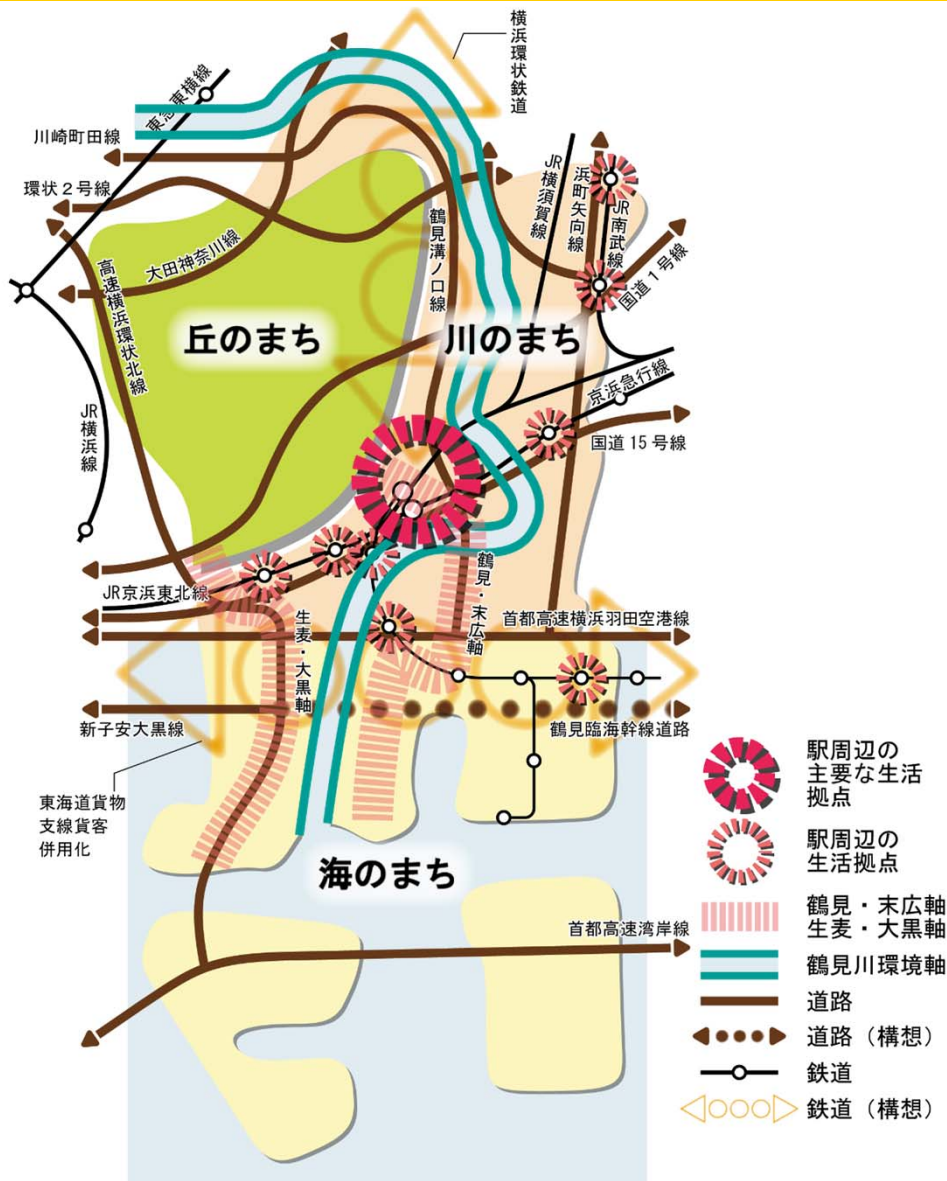 横浜環状鉄道
東急東横線
川崎町田線
環状2号線
大田神奈川線
高速横浜環状北線
鶴見溝ノ口線
JR横須賀線
浜町矢向線
JR南武線
国道1号線
丘のまち
川のまち
京浜急行線
国道15号線
JR横浜線
JR京浜東北線
鶴見・末広軸
生麦・大黒軸
首都高速横浜羽田空港線
新子安大黒線
鶴見臨海幹線道路
東海道貨物
支線貨客
併用化
海のまち
首都高速湾岸線
駅周辺の
主要な生活
拠点
駅周辺の
生活拠点
鶴見・末広軸
生麦・大黒軸
鶴見川環境軸
道路
道路(構想)
鉄道
鉄道(構想)